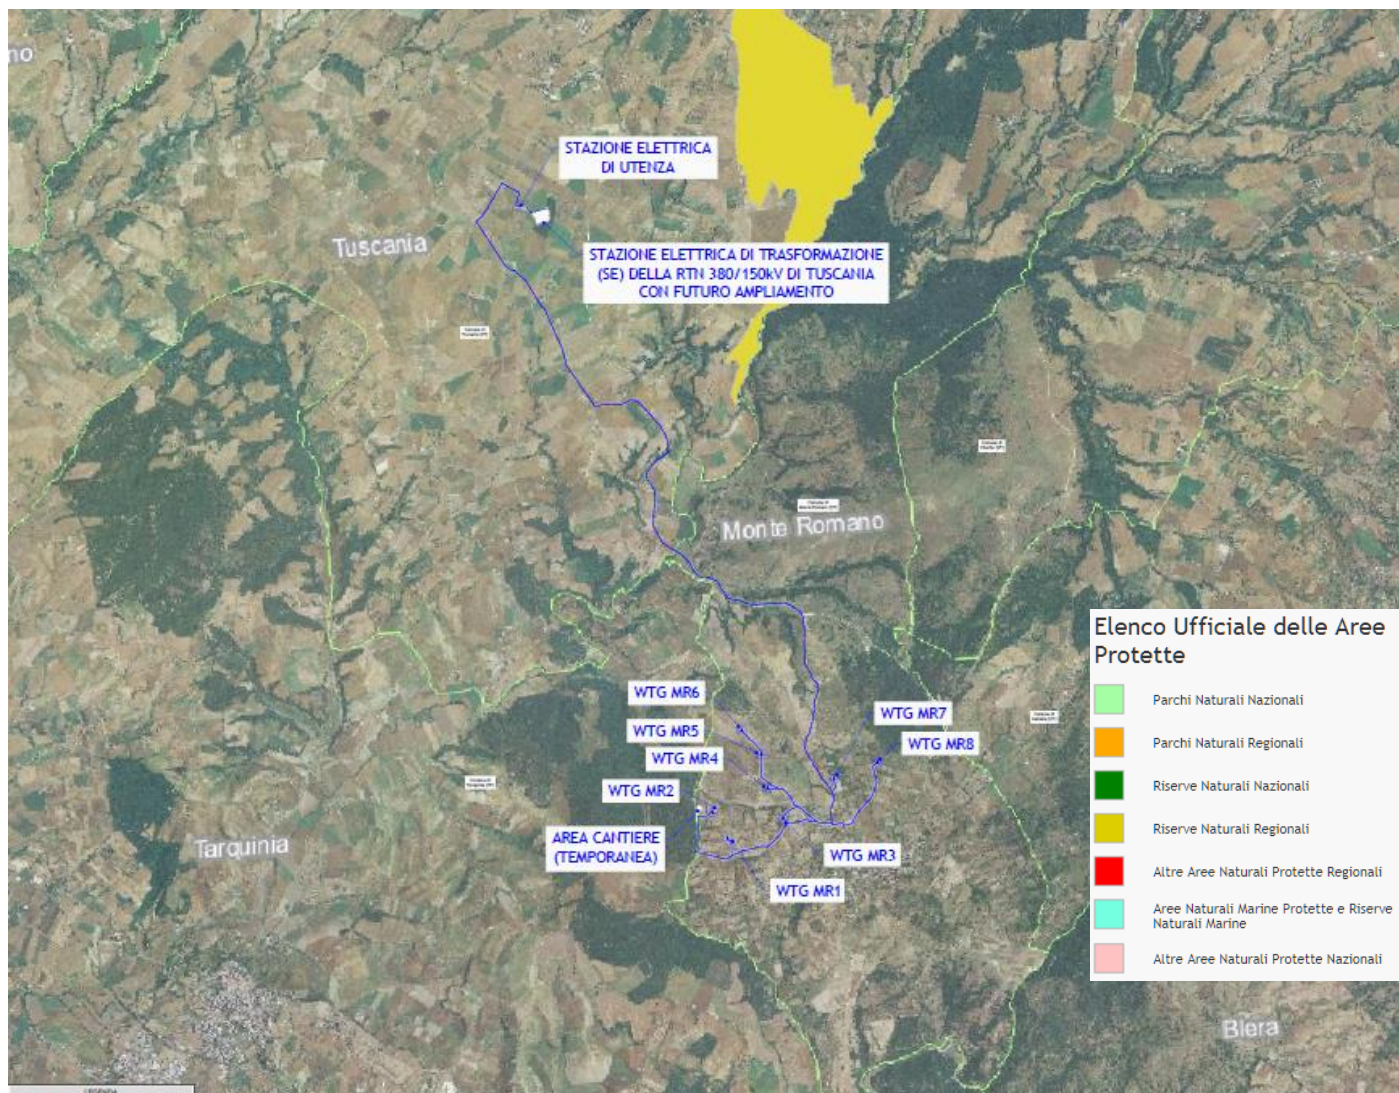 no
STAZIONE ELETTRICA
DI UTENZA
Tuscania
STAZIONE ELETTRICA DI TRASFORMAZIONE
(SE) DELLA RTN 380/150kV DI TUSCANIA
CON FUTURO AMPLIAMENTO
Monte Romano
WTG MR6
WTG MR5
WTG MR4
WTG MR2
AREA CANTIERE
(TEMPORANEA)
WTG MR7
WTG MR8
WTG MR3
WTG MR1
Tarquinia
Blera
Elenco Ufficiale delle Aree
Protette
Parchi Naturali Nazionali
Parchi Naturali Regionali
Riserve Naturali Nazionali
Riserve Naturali Regionali
Altre Aree Naturali Protette Regionali
Aree Naturali Marine Protette e Riserve
Naturali Marine
Altre Aree Naturali Protette Nazionali